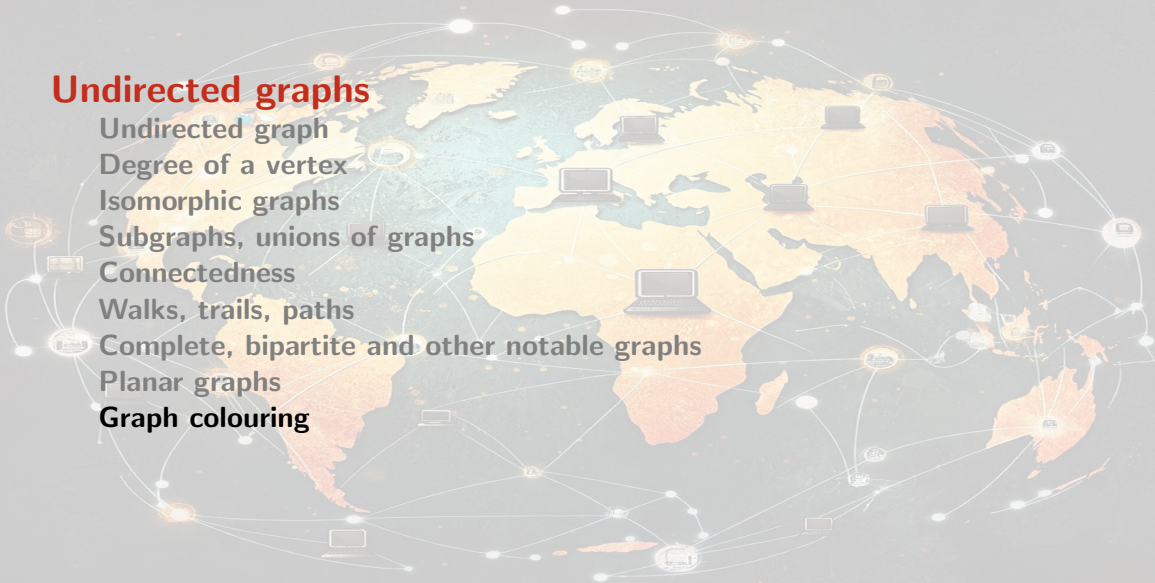 Undirected graphs
Undirected graph
Degree of a vertex
Isomorphic graphs
Subgraphs, unions of graphs
Connectedness
Walks, trails, paths
Complete, bipartite and other notable graphs
Planar graphs
Graph colouring